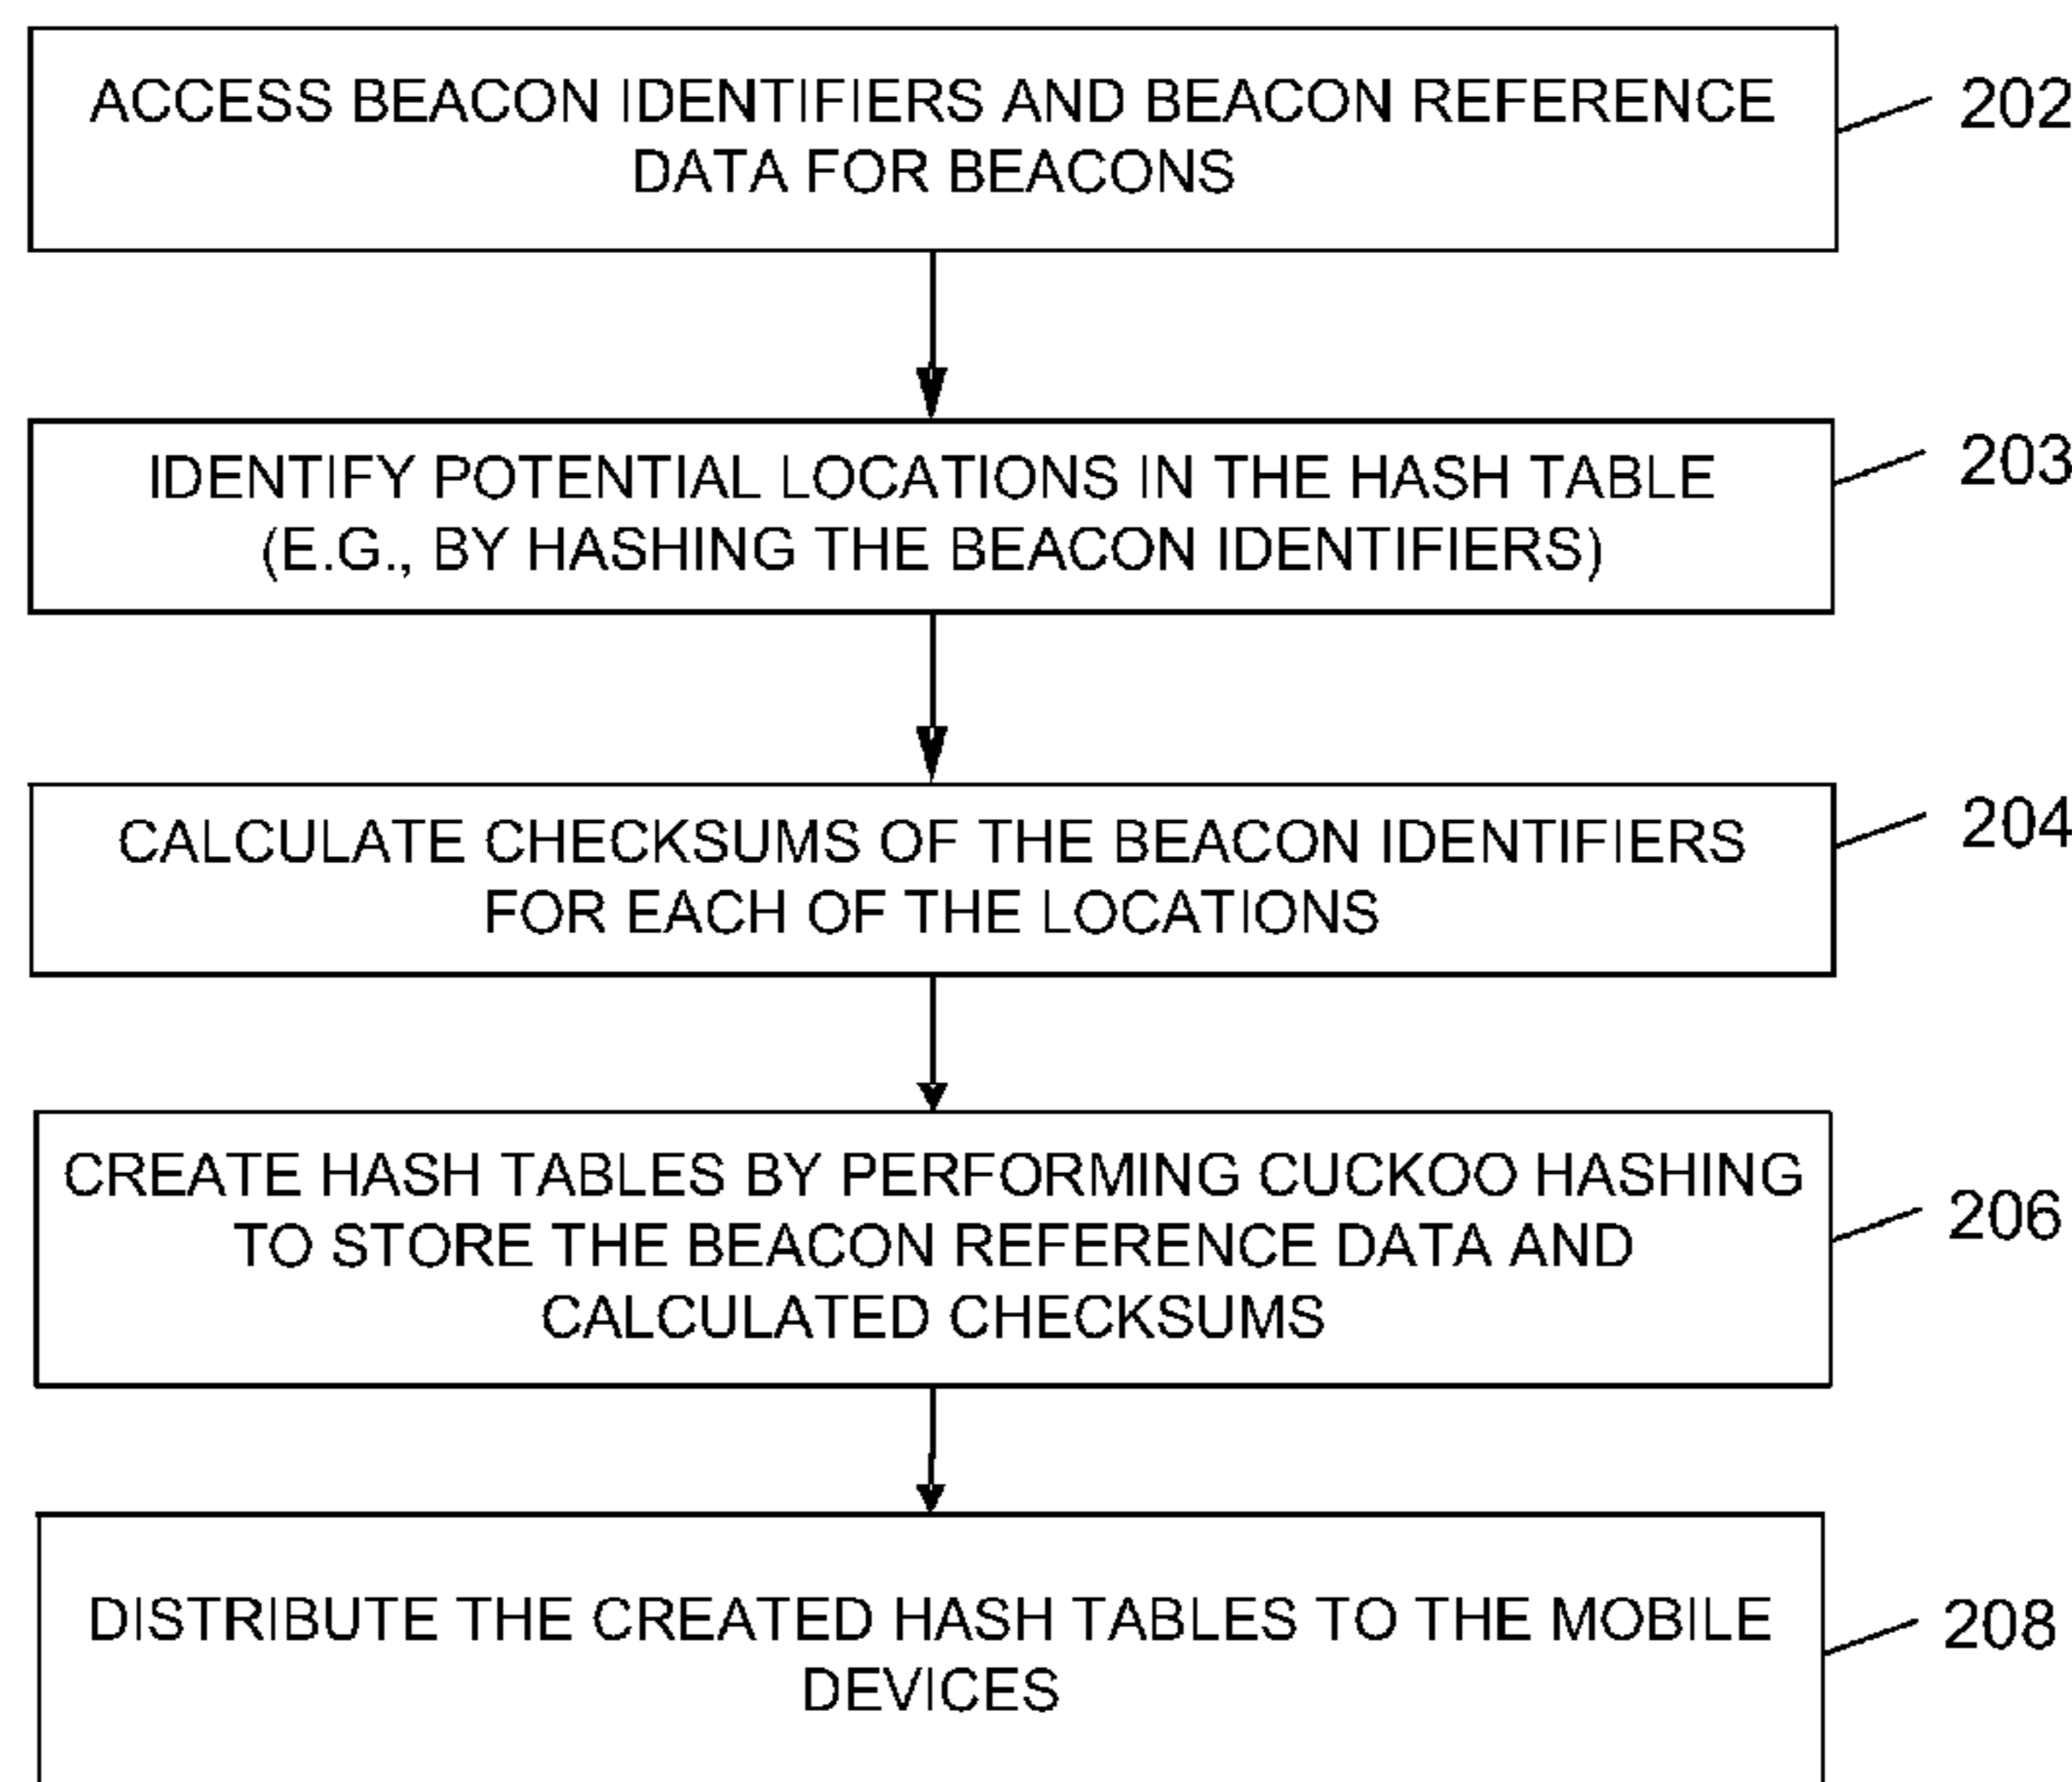 ACCESS BEACON IDENTIFIERS AND BEACON REFERENCE
DATA FOR BEACONS
202
IDENTIFY POTENTIAL LOCATIONS IN THE HASH TABLE
(E.G., BY HASHING THE BEACON IDENTIFIERS)
203
CALCULATE CHECKSUMS OF THE BEACON IDENTIFIERS
FOR EACH OF THE LOCATIONS
204
CREATE HASH TABLES BY PERFORMING CUCKOO HASHING
TO STORE THE BEACON REFERENCE DATA AND
CALCULATED CHECKSUMS
206
DISTRIBUTE THE CREATED HASH TABLES TO THE MOBILE
DEVICES
208